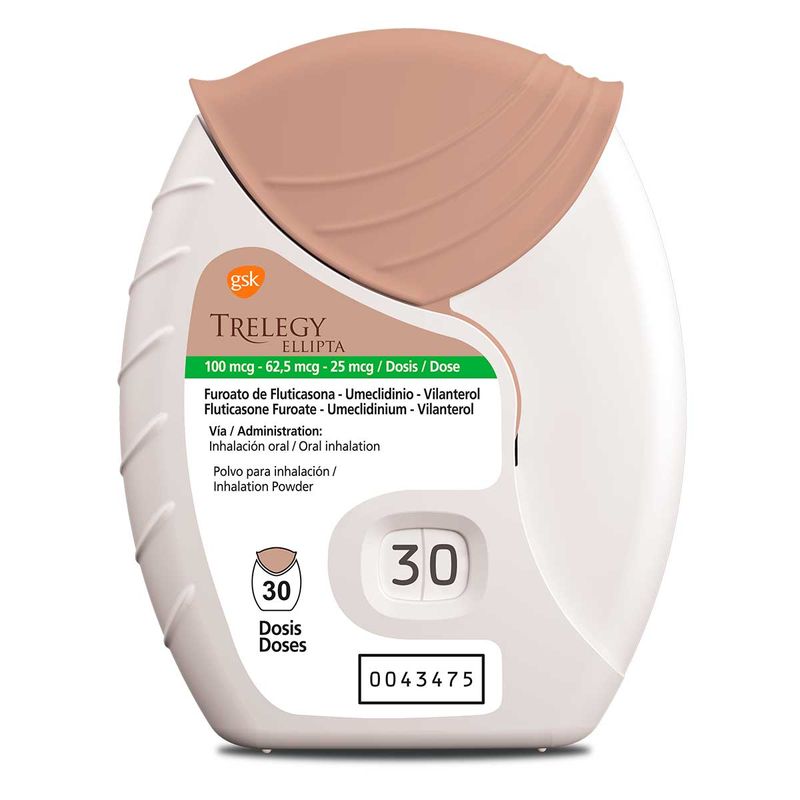 gsk
TRELEGY
ELLIPTA
100 mcg - 62,5 mcg - 25 mcg / Dosis / Dose
Furoato de Fluticasona - Umeclidinio - Vilanterol
Fluticasone Furoate - Umeclidinium - Vilanterol
Vía / Administration:
Inhalación oral / Oral inhalation
Polvo para inhalación /
Inhalation Powder
30
30
Dosis
Doses
0043475